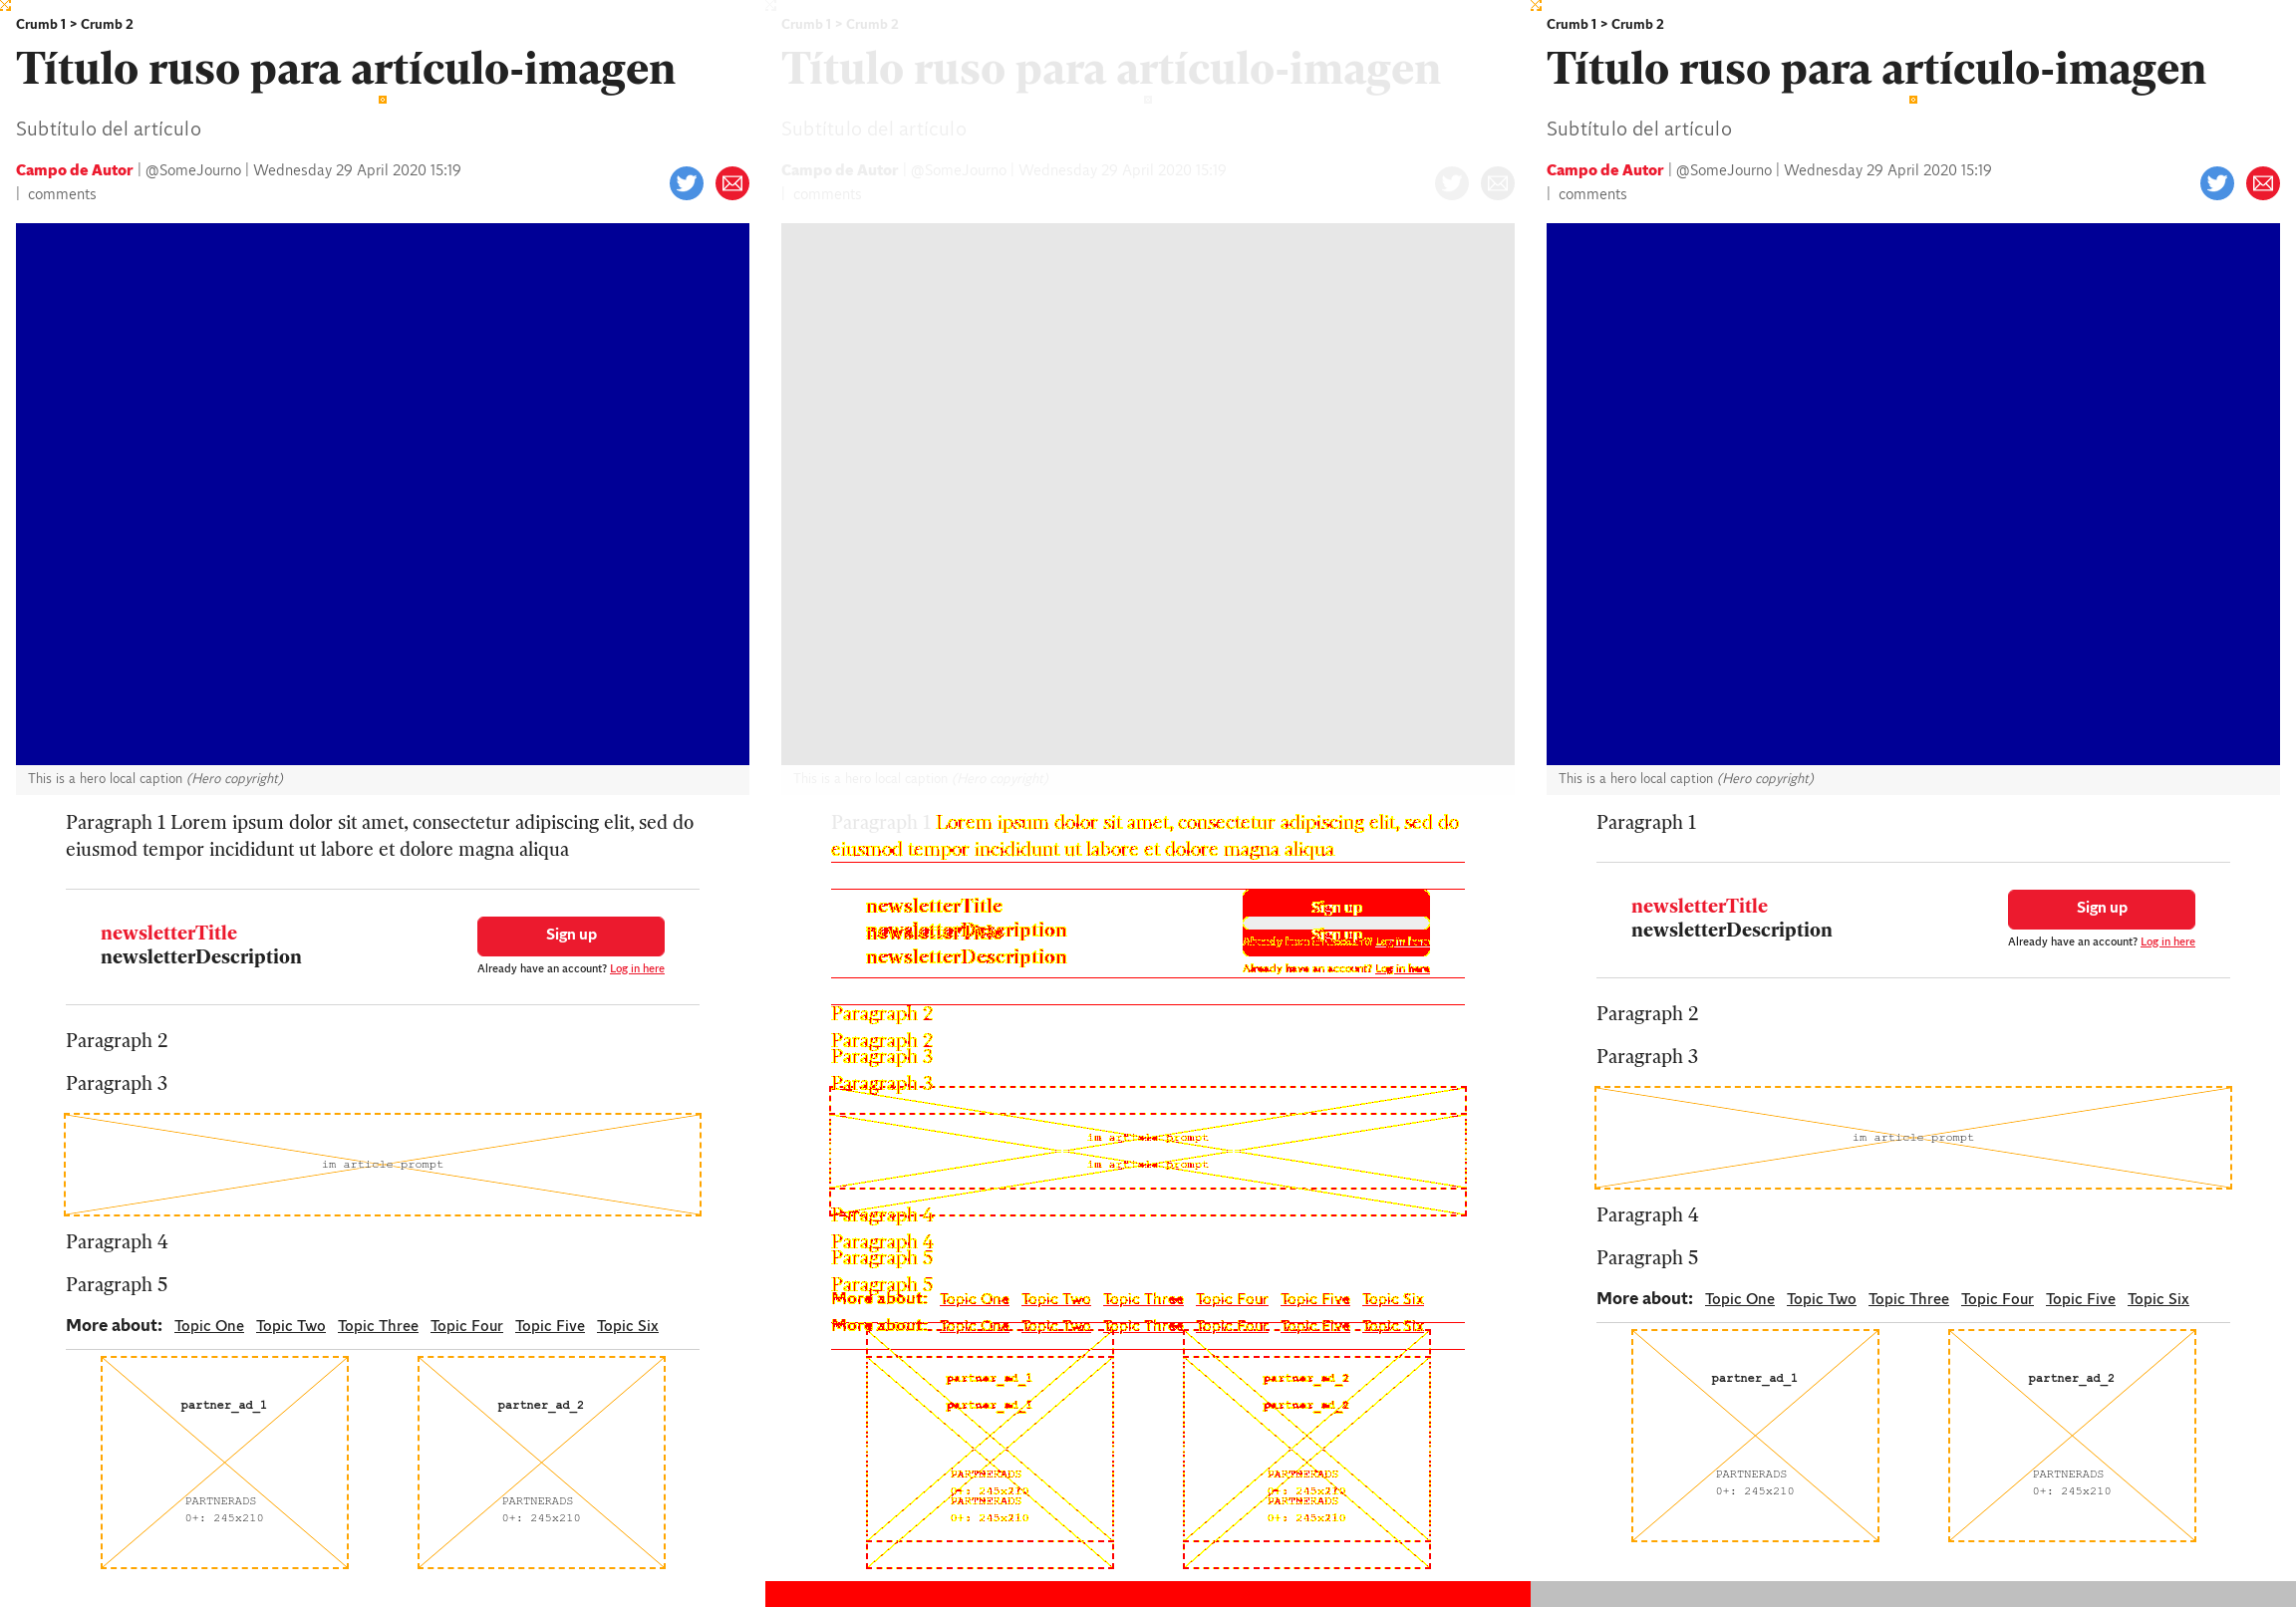 Crumb 1 > Crumb 2
Título ruso para artículo-imagen
Subtítulo del artículo
Campo de Autor | @SomeJourno | Wednesday 29 April 2020 15:19
| comments
This is a hero local caption (Hero copyright)
Paragraph 1 Lorem ipsum dolor sit amet, consectetur adipiscing elit, sed do
eiusmod tempor incididunt ut labore et dolore magna aliqua
newsletterTitle
newsletterDescription
Sign up
Already have an account? Log in here
Paragraph 2
Paragraph 3
im article prompt
Paragraph 4
Paragraph 5
More about: Topic One Topic Two Topic Three Topic Four Topic Five Topic Six
partner_ad_1
PARTNERADS
0+: 245x210
partner_ad_2
PARTNERADS
0+: 245x210
Crumb 1 > Crumb 2
Título ruso para artículo-imagen
Subtítulo del artículo
Campo de Autor | @SomeJourno | Wednesday 29 April 2020 15:19
| comments
This is a hero local caption (Hero copyright)
Paragraph 1 Lorem ipsum dolor sit amet, consectetur adipiscing elit, sed do
eiusmod tempor incididunt ut labore et dolore magna aliqua
newsletterTitle
newsletterDescription
newsletterTitle
newsletterDescription
Sign up
Already have an account? Log in here
Sign up
Already have an account? Log in here
Paragraph 2
Paragraph 2
Paragraph 3
Paragraph 3
im article prompt
im article prompt
Paragraph 4
Paragraph 4
Paragraph 5
Paragraph 5
More about: Topic One Topic Two Topic Three Topic Four Topic Five Topic Six
More about: Topic One Topic Two Topic Three Topic Four Topic Five Topic Six
partner_ad_1
partner_ad_1
PARTNERADS
0+: 245x210
PARTNERADS
0+: 245x210
partner_ad_2
partner_ad_2
PARTNERADS
0+: 245x210
PARTNERADS
0+: 245x210
Crumb 1 > Crumb 2
Título ruso para artículo-imagen
Subtítulo del artículo
Campo de Autor | @SomeJourno | Wednesday 29 April 2020 15:19
| comments
This is a hero local caption (Hero copyright)
Paragraph 1
newsletterTitle
newsletterDescription
Sign up
Already have an account? Log in here
Paragraph 2
Paragraph 3
im article prompt
Paragraph 4
Paragraph 5
More about: Topic One Topic Two Topic Three Topic Four Topic Five Topic Six
partner_ad_1
PARTNERADS
0+: 245x210
partner_ad_2
PARTNERADS
0+: 245x210